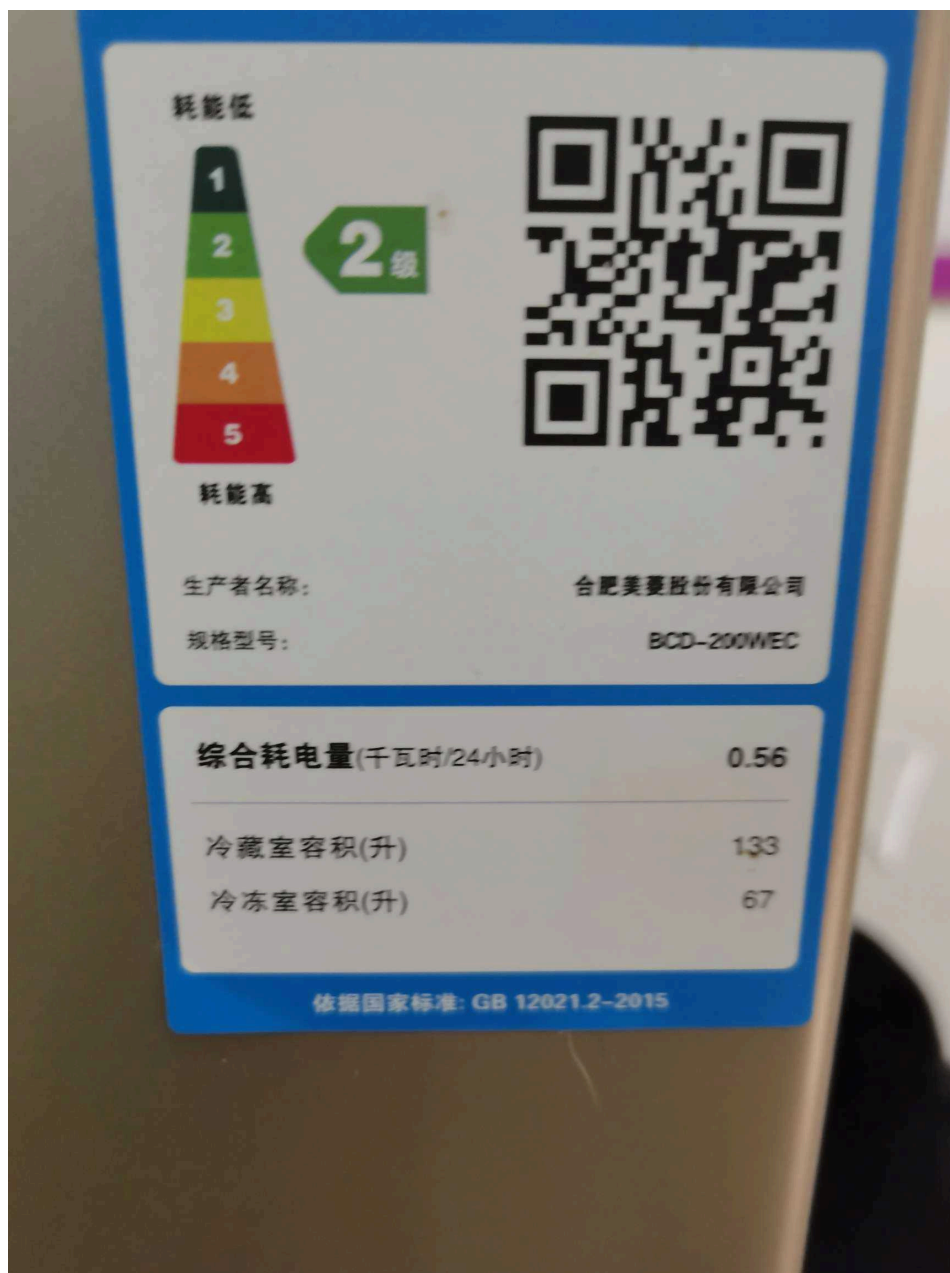 耗能低
1
2
2级
3
4
5
耗能高
生产者名称: 合肥美菱股份有限公司
规格型号: BCD-200WEC
综合耗电量(千瓦时/24小时) 0.56
冷藏室容积(升) 133
冷冻室容积(升) 67
依据国家标准: GB 12021.2-2015